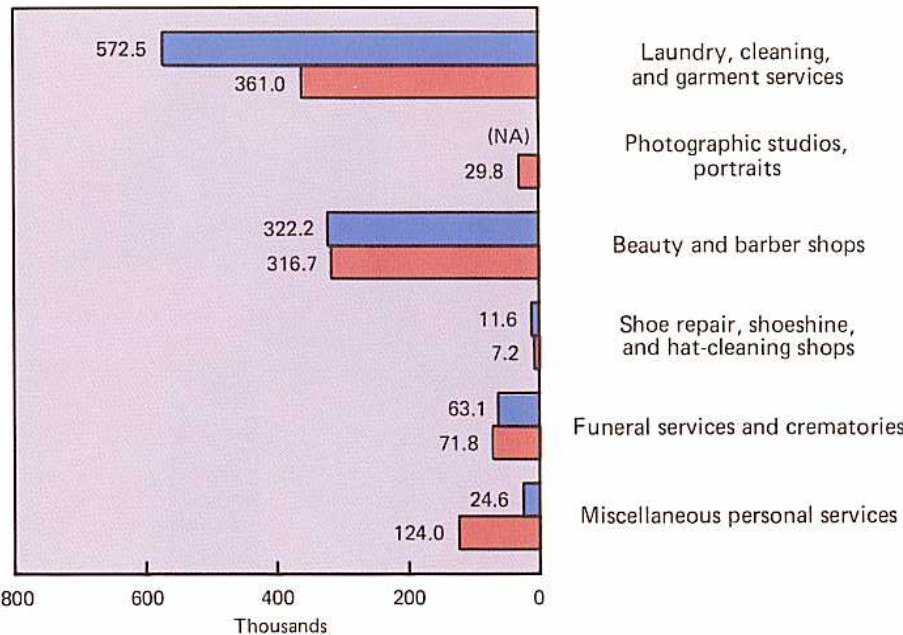 572.5
361.0
Laundry, cleaning,
and garment services
(NA)
29.8
Photographic studios,
portraits
322.2
316.7
Beauty and barber shops
11.6
7.2
Shoe repair, shoeshine,
and hat-cleaning shops
63.1
71.8
Funeral services and crematories
24.6
124.0
Miscellaneous personal services
800 600 400 200 0
Thousands